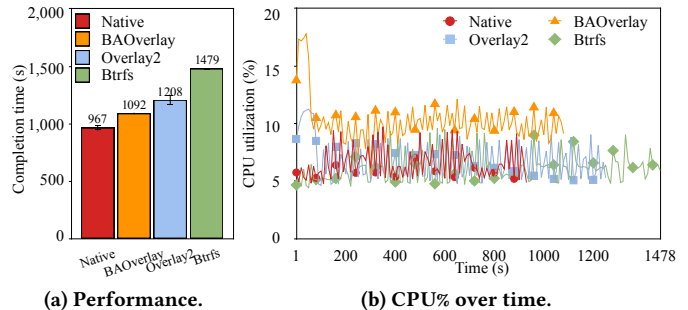 2,000
1,500
1,000
500
0
Completion time (s)
Native
BAOverlay
Overlay2
Btrfs
967
1092
1208
1479
Native
BAOverlay
Overlay2
Btrfs
(a) Performance.
20
15
10
5
0
CPU utilization (%)
Native
BAOverlay
Overlay2
Btrfs
1 200 400 600 800 1000 1200 1478
Time (s)
(b) CPU% over time.